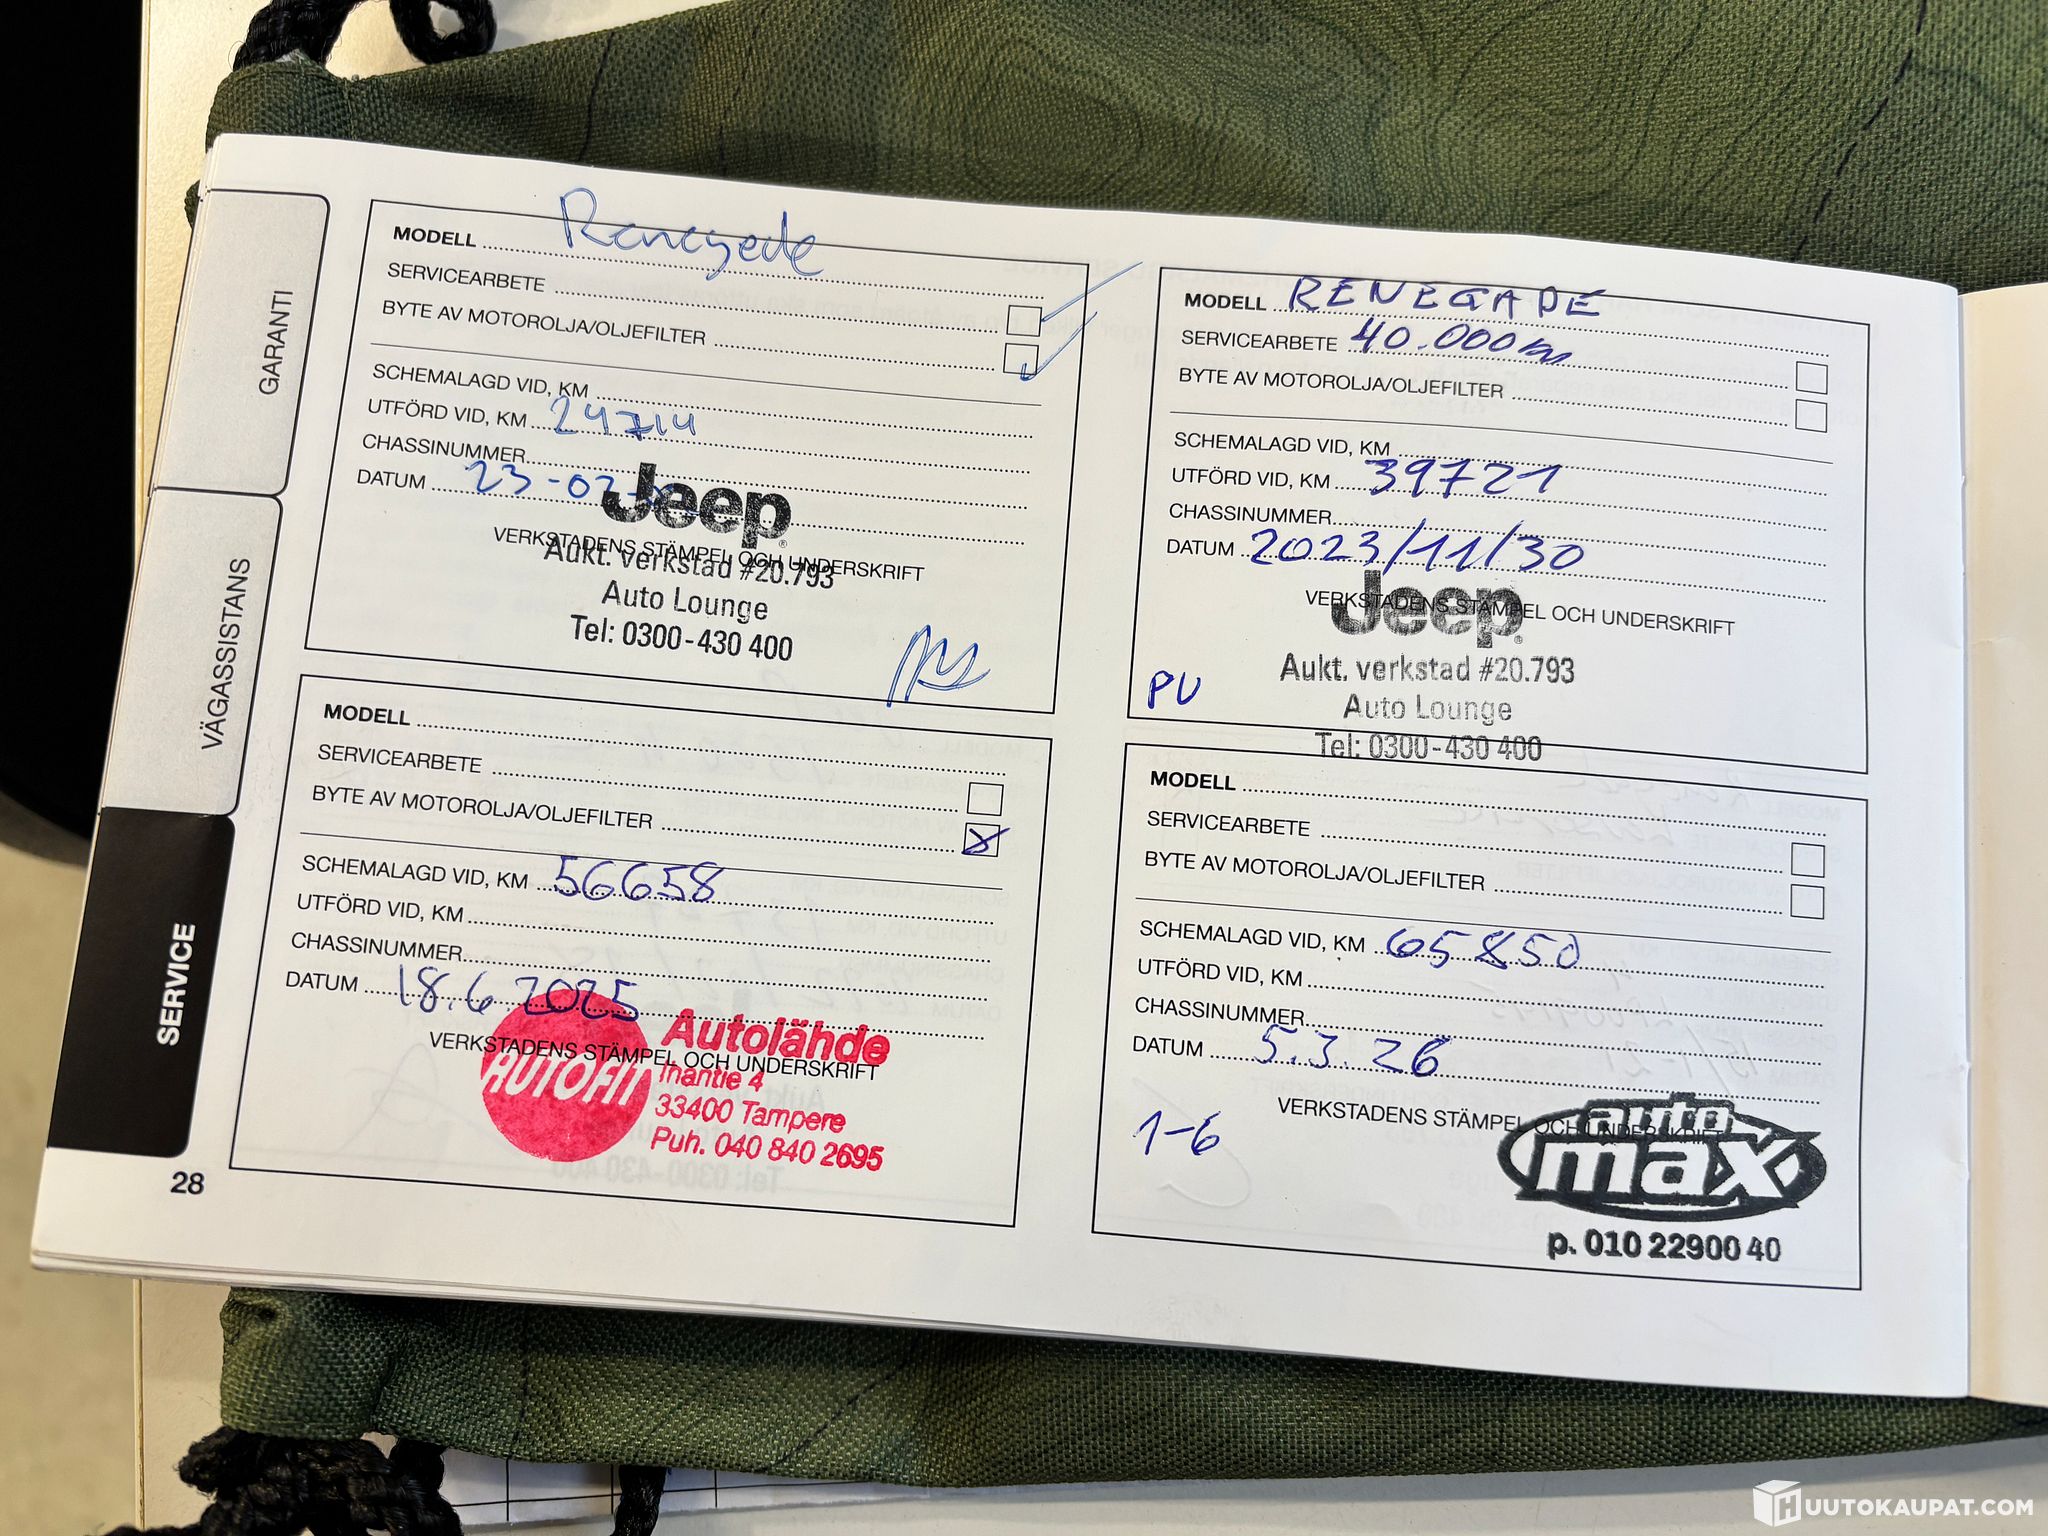 GARANTI
VÄGASSISTANS
SERVICE
28
MODELL Renegade
SERVICEARBETE
BYTE AV MOTOROLJA/OLJEFILTER
SCHEMALAGD VID, KM
UTFÖRD VID, KM 24714
CHASSINUMMER
DATUM 23-02-
VERKSTADENS STÄMPEL OCH UNDERSKRIFT
Jeep
Aukt. verkstad #20.793
Auto Lounge
Tel: 0300-430 400
MODELL RENEGADE
SERVICEARBETE 40.000km
BYTE AV MOTOROLJA/OLJEFILTER
SCHEMALAGD VID, KM
UTFÖRD VID, KM 39721
CHASSINUMMER
DATUM 2023/11/30
VERKSTADENS STÄMPEL OCH UNDERSKRIFT
Jeep
Aukt. verkstad #20.793
Auto Lounge
Tel: 0300-430 400
PU
MODELL
SERVICEARBETE
BYTE AV MOTOROLJA/OLJEFILTER
SCHEMALAGD VID, KM 56658
UTFÖRD VID, KM
CHASSINUMMER
DATUM 18.6 2025
VERKSTADENS STÄMPEL OCH UNDERSKRIFT
AUTOFIT
Autolähde
Ihantie 4
33400 Tampere
Puh. 040 840 2695
MODELL
SERVICEARBETE
BYTE AV MOTOROLJA/OLJEFILTER
SCHEMALAGD VID, KM 65850
UTFÖRD VID, KM
CHASSINUMMER
DATUM 5.3.26
VERKSTADENS STÄMPEL OCH UNDERSKRIFT
1-6
auto
max
p. 010 22900 40
HUUTOKAUPAT.COM